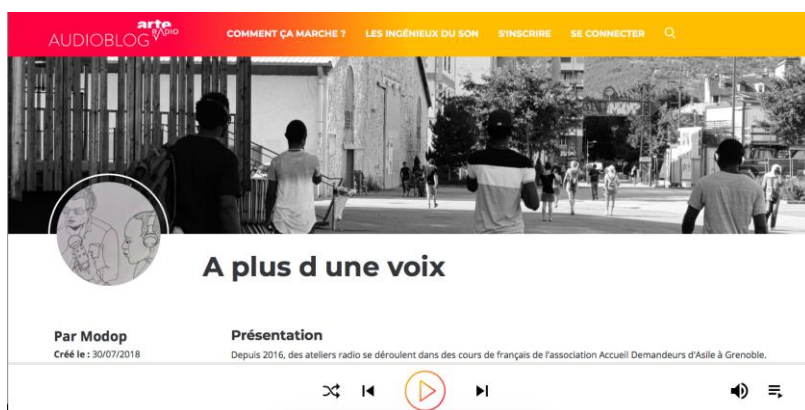 AUDIOBLOG arte RADIO
COMMENT ÇA MARCHE ? LES INGÉNIEUX DU SON S'INSCRIRE SE CONNECTER
A plus d une voix
Par Modop
Créé le : 30/07/2018
Présentation
Depuis 2016, des ateliers radio se déroulent dans des cours de français de l'association Accueil Demandeurs d'Asile à Grenoble.